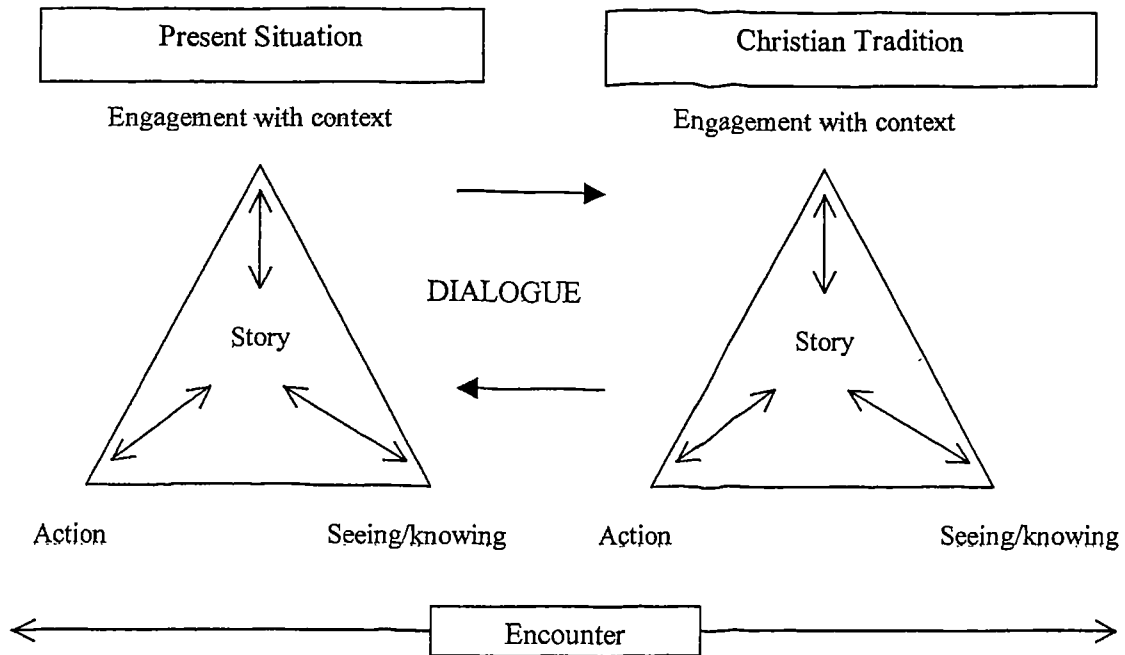 Present Situation
Christian Tradition
Engagement with context
Engagement with context
DIALOGUE
Story
Story
Action
Seeing/knowing
Action
Seeing/knowing
Encounter